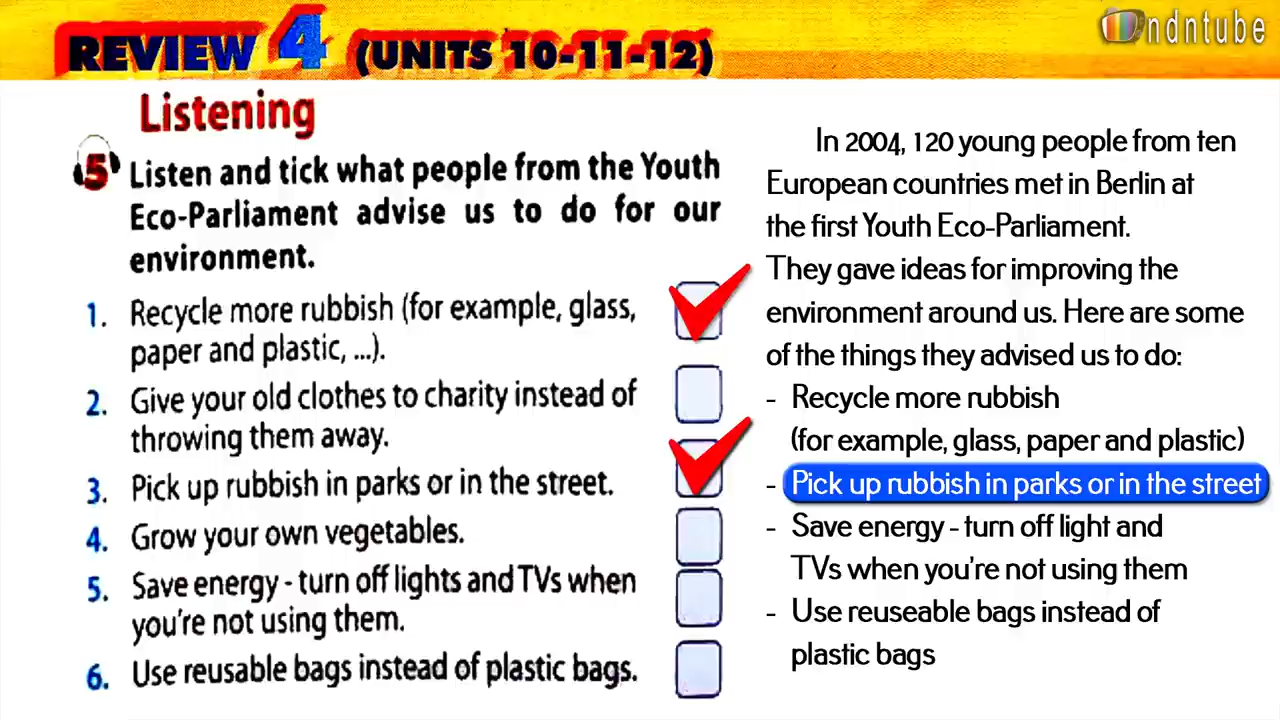 REVIEW 4 (UNITS 10-11-12)
ndntube
Listening
5 Listen and tick what people from the Youth
Eco-Parliament advise us to do for our
environment.
1. Recycle more rubbish (for example, glass,
paper and plastic, ...).
2. Give your old clothes to charity instead of
throwing them away.
3. Pick up rubbish in parks or in the street.
4. Grow your own vegetables.
5. Save energy - turn off lights and TVs when
you're not using them.
6. Use reusable bags instead of plastic bags.
In 2004, 120 young people from ten
European countries met in Berlin at
the first Youth Eco-Parliament.
They gave ideas for improving the
environment around us. Here are some
of the things they advised us to do:
- Recycle more rubbish
(for example, glass, paper and plastic)
- Pick up rubbish in parks or in the street
- Save energy - turn off light and
TVs when you're not using them
- Use reuseable bags instead of
plastic bags